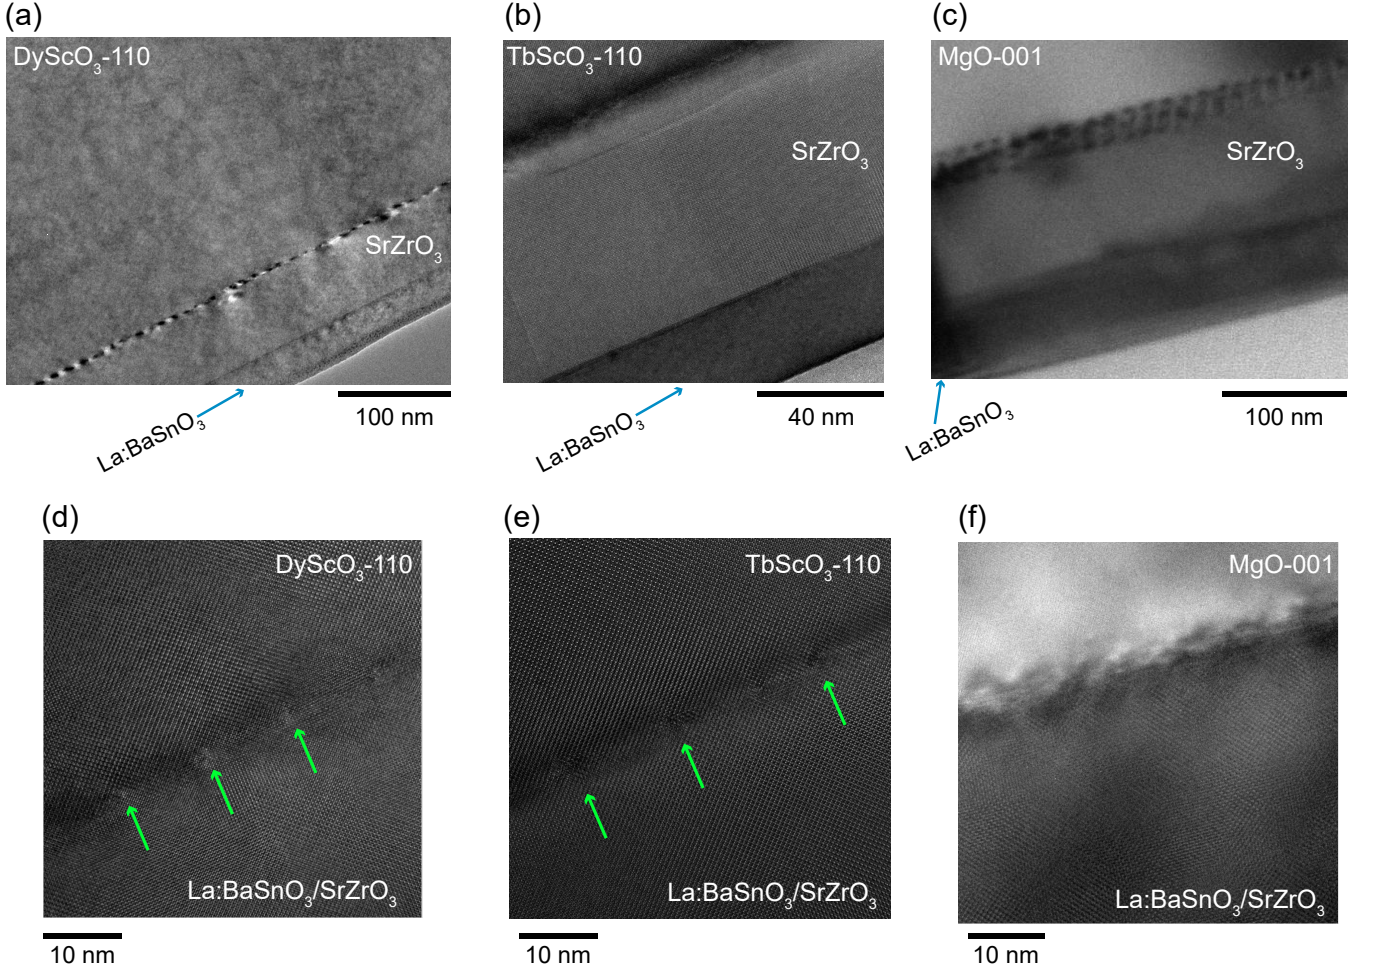 (a)
DyScO₃-110
SrZrO₃
La:BaSnO₃
100 nm
(b)
TbScO₃-110
SrZrO₃
La:BaSnO₃
40 nm
(c)
MgO-001
SrZrO₃
La:BaSnO₃
100 nm
(d)
DyScO₃-110
La:BaSnO₃/SrZrO₃
10 nm
(e)
TbScO₃-110
La:BaSnO₃/SrZrO₃
10 nm
(f)
MgO-001
La:BaSnO₃/SrZrO₃
10 nm